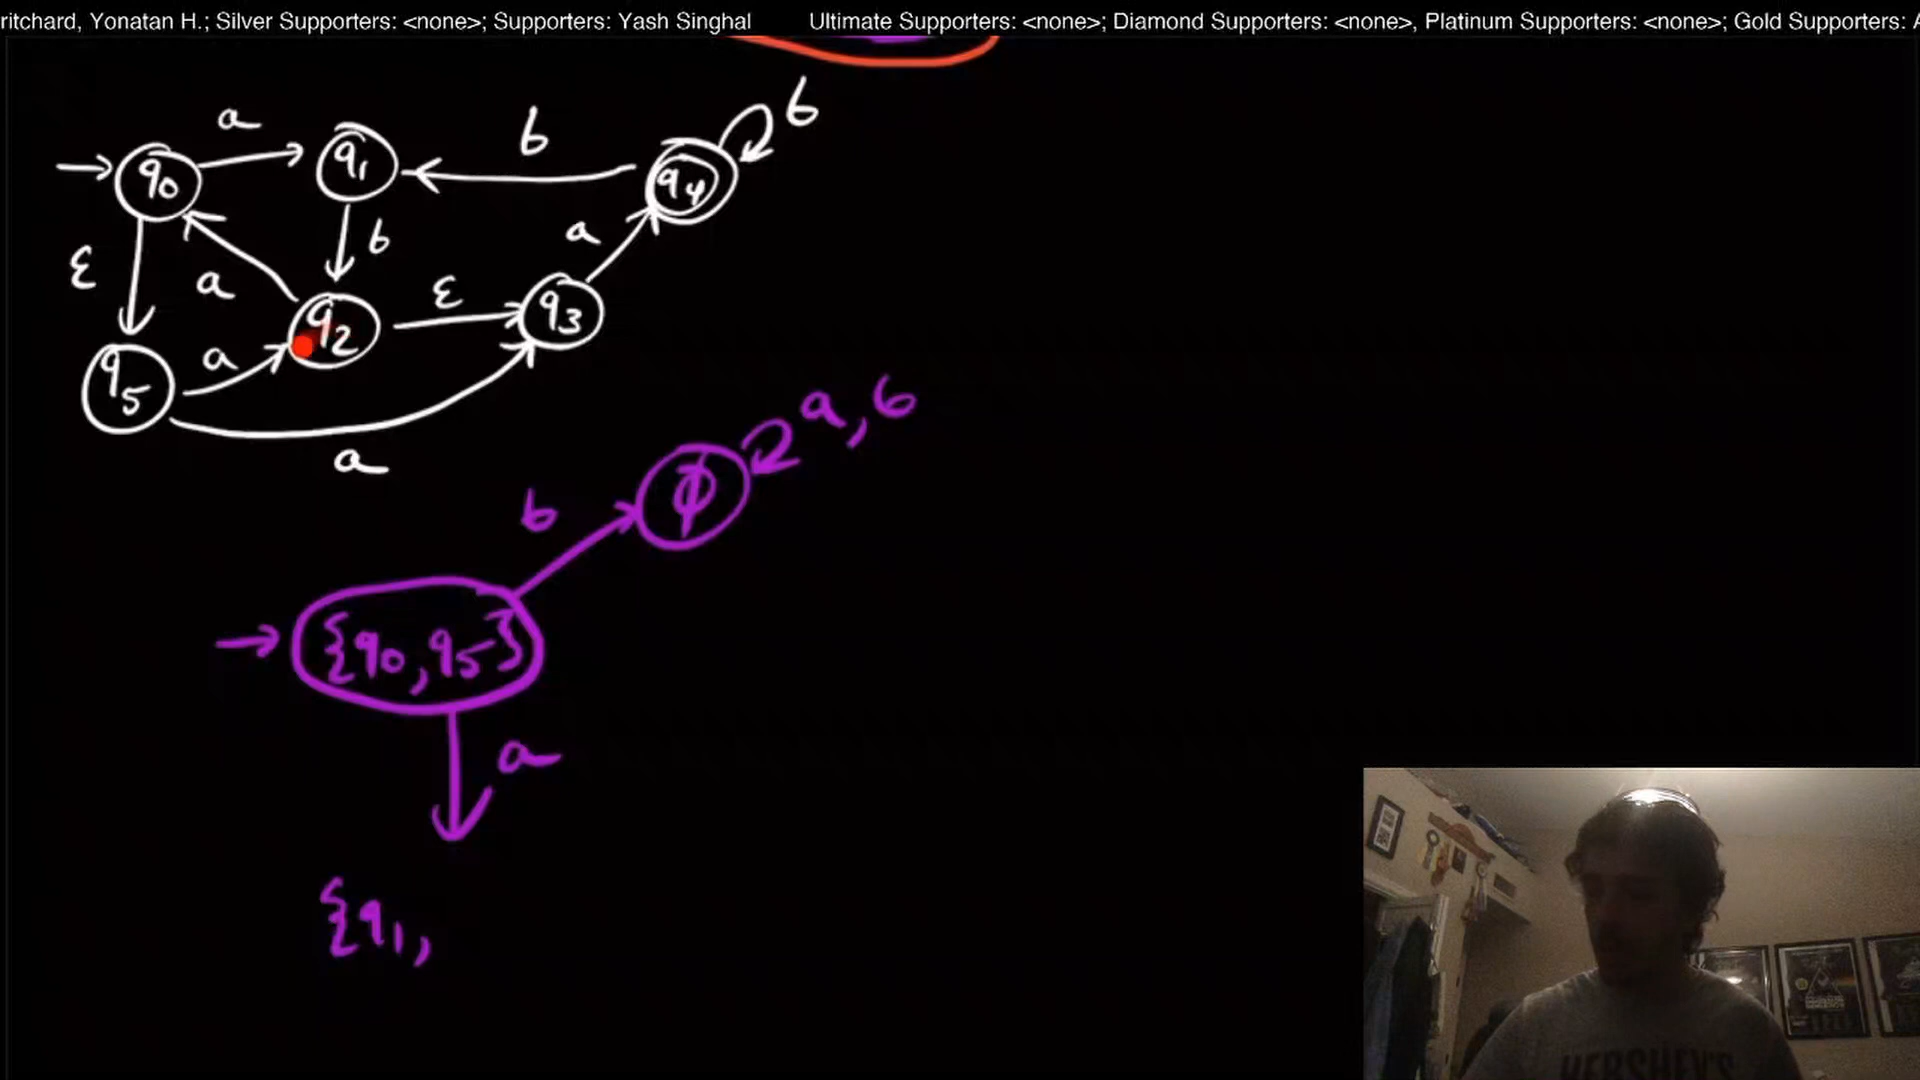 ritchard, Yonatan H.; Silver Supporters: <none>; Supporters: Yash Singhal Ultimate Supporters: <none>; Diamond Supporters: <none>, Platinum Supporters: <none>; Gold Supporters: A
a
b
b
q0
q1
q4
ε
a
b
a
q2
ε
q3
q5
a
a
a, b
b
ϕ
{q0, q5}
a
{q1,
HERSHEY'S